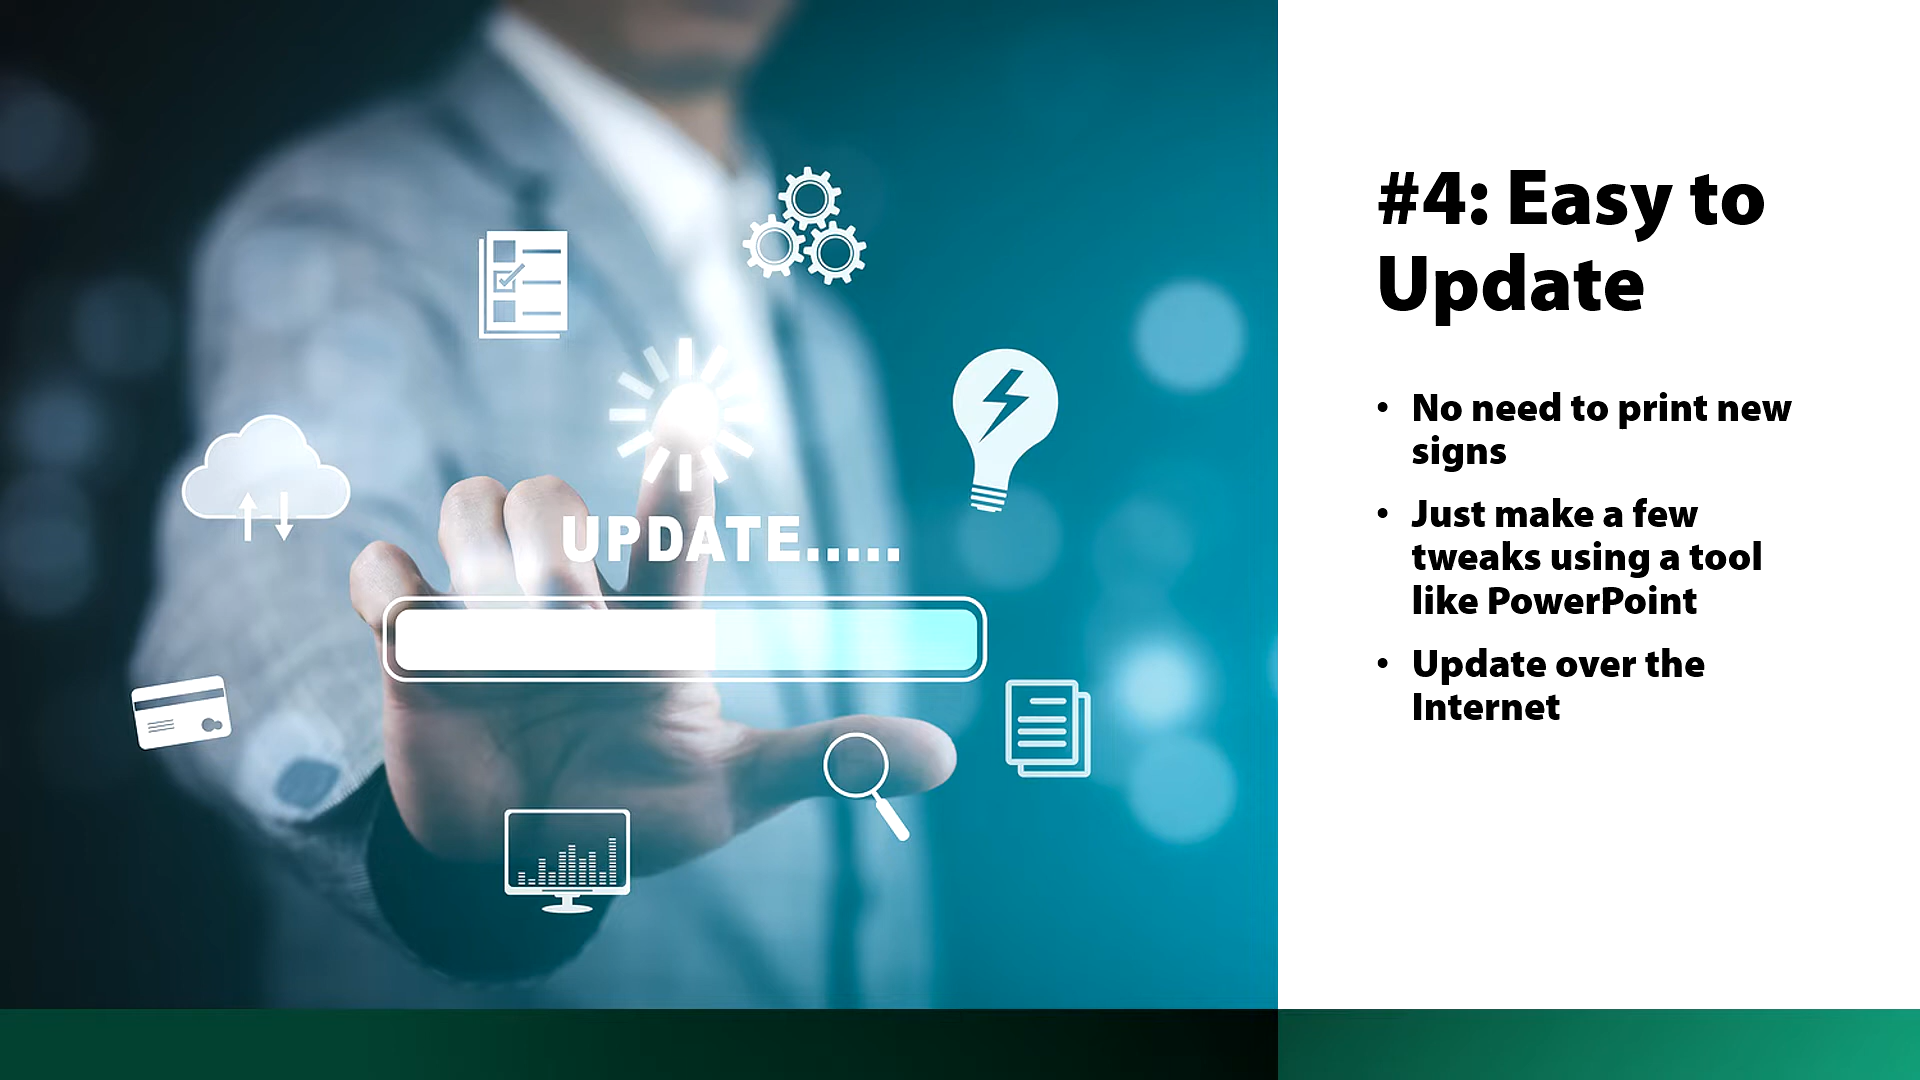 UPDATE.....
#4: Easy to
Update
• No need to print new
signs
• Just make a few
tweaks using a tool
like PowerPoint
• Update over the
Internet